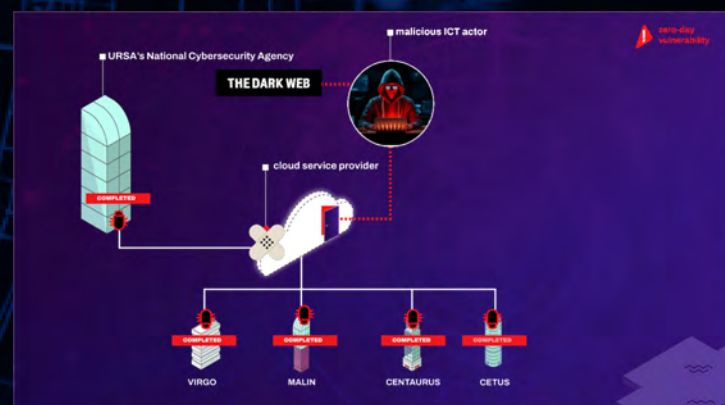 malicious ICT actor
zero-day
vulnerability
URSA's National Cybersecurity Agency
THE DARK WEB
cloud service provider
COMPLETED
COMPLETED
COMPLETED
COMPLETED
COMPLETED
VIRGO
MALIN
CENTAURUS
CETUS